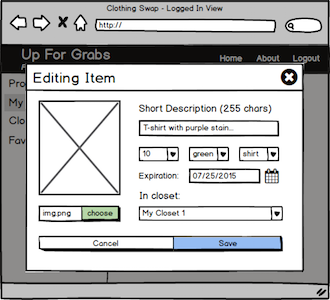 Clothing Swap - Logged In View
http://
Up For Grabs
Home About Logout
Pro
My
Clo
Fav
Editing Item
Short Description (255 chars)
T-shirt with purple stain...
10 green shirt
Expiration: 07/25/2015
In closet:
img.png choose My Closet 1
Cancel Save